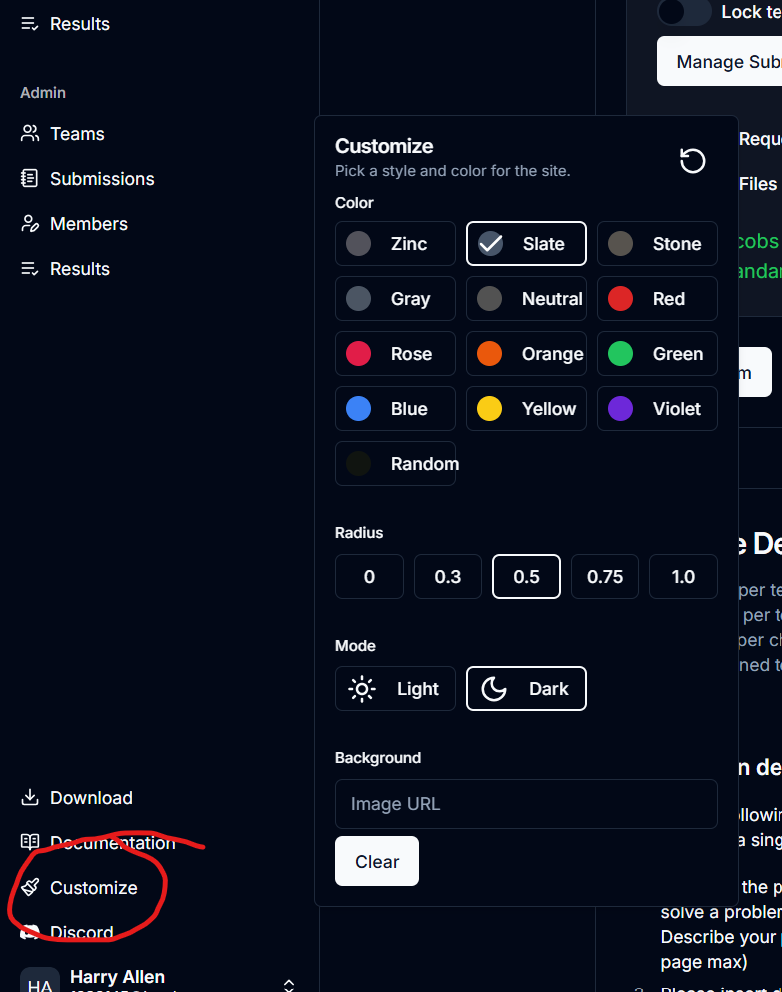 Results
Admin
Teams
Submissions
Members
Results
Download
Documentation
Customize
Discord
HA
Harry Allen
Customize
Pick a style and color for the site.
Color
Zinc
Slate
Stone
Gray
Neutral
Red
Rose
Orange
Green
Blue
Yellow
Violet
Random
Radius
0
0.3
0.5
0.75
1.0
Mode
Light
Dark
Background
Image URL
Clear
Lock te
Manage Sub
Requ
Files
cobs
andar
m
e De
per te
per t
per ch
ned to
n de
ollowin
a sing
the p
solve a problem
Describe your p
page max)